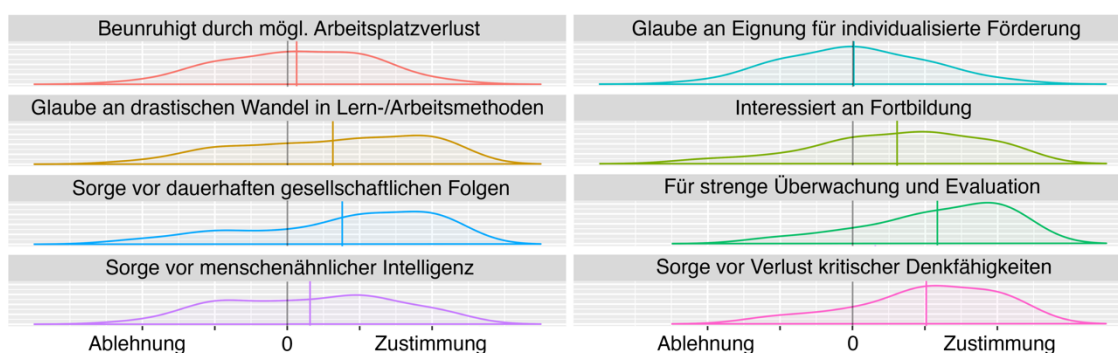 Beunruhigt durch mögl. Arbeitsplatzverlust
Glaube an Eignung für individualisierte Förderung
Glaube an drastischen Wandel in Lern-/Arbeitsmethoden
Interessiert an Fortbildung
Sorge vor dauerhaften gesellschaftlichen Folgen
Für strenge Überwachung und Evaluation
Sorge vor menschenähnlicher Intelligenz
Sorge vor Verlust kritischer Denkfähigkeiten
Ablehnung 0 Zustimmung
Ablehnung 0 Zustimmung